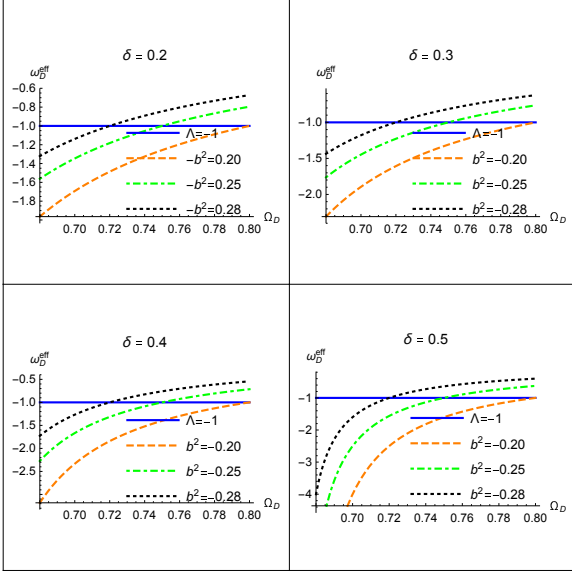 δ = 0.2
ω_D^eff
-0.6
-0.8
-1.0
-1.2
-1.4
-1.6
-1.8
Λ=-1
-b²=0.20
-b²=0.25
-b²=0.28
0.70 0.72 0.74 0.76 0.78 0.80
Ω_D
δ = 0.3
ω_D^eff
-1.0
-1.5
-2.0
Λ=-1
b²=-0.20
b²=-0.25
b²=-0.28
0.70 0.72 0.74 0.76 0.78 0.80
Ω_D
δ = 0.4
ω_D^eff
-0.5
-1.0
-1.5
-2.0
-2.5
Λ=-1
b²=-0.20
b²=-0.25
b²=-0.28
0.70 0.72 0.74 0.76 0.78 0.80
Ω_D
δ = 0.5
ω_D^eff
-1
-2
-3
-4
Λ=-1
b²=-0.20
b²=-0.25
b²=-0.28
0.70 0.72 0.74 0.76 0.78 0.80
Ω_D